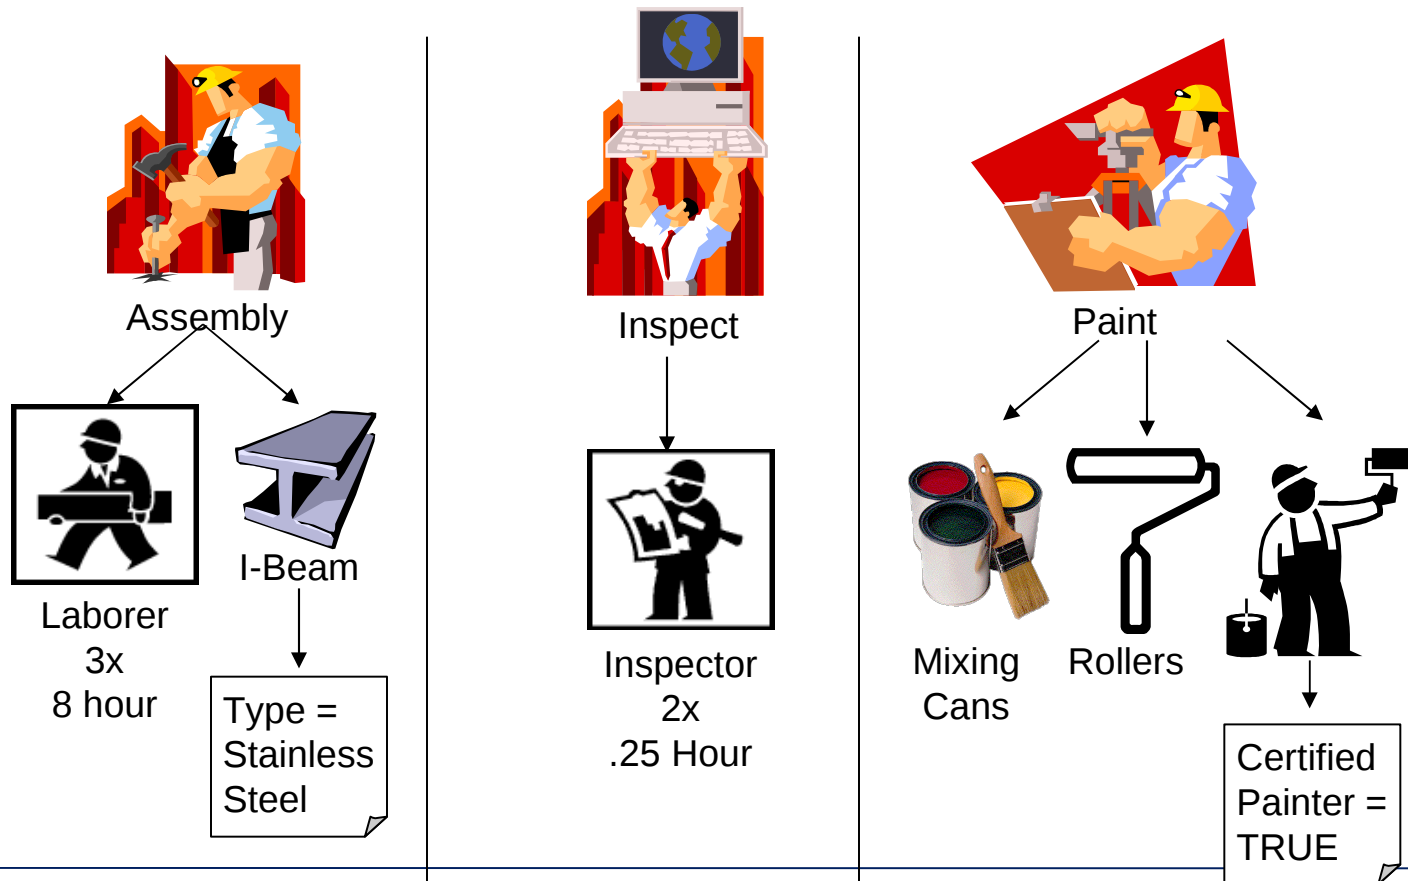 Assembly
Laborer
3x
8 hour
I-Beam
Type =
Stainless
Steel
Inspect
Inspector
2x
.25 Hour
Paint
Mixing
Cans
Rollers
Certified
Painter =
TRUE